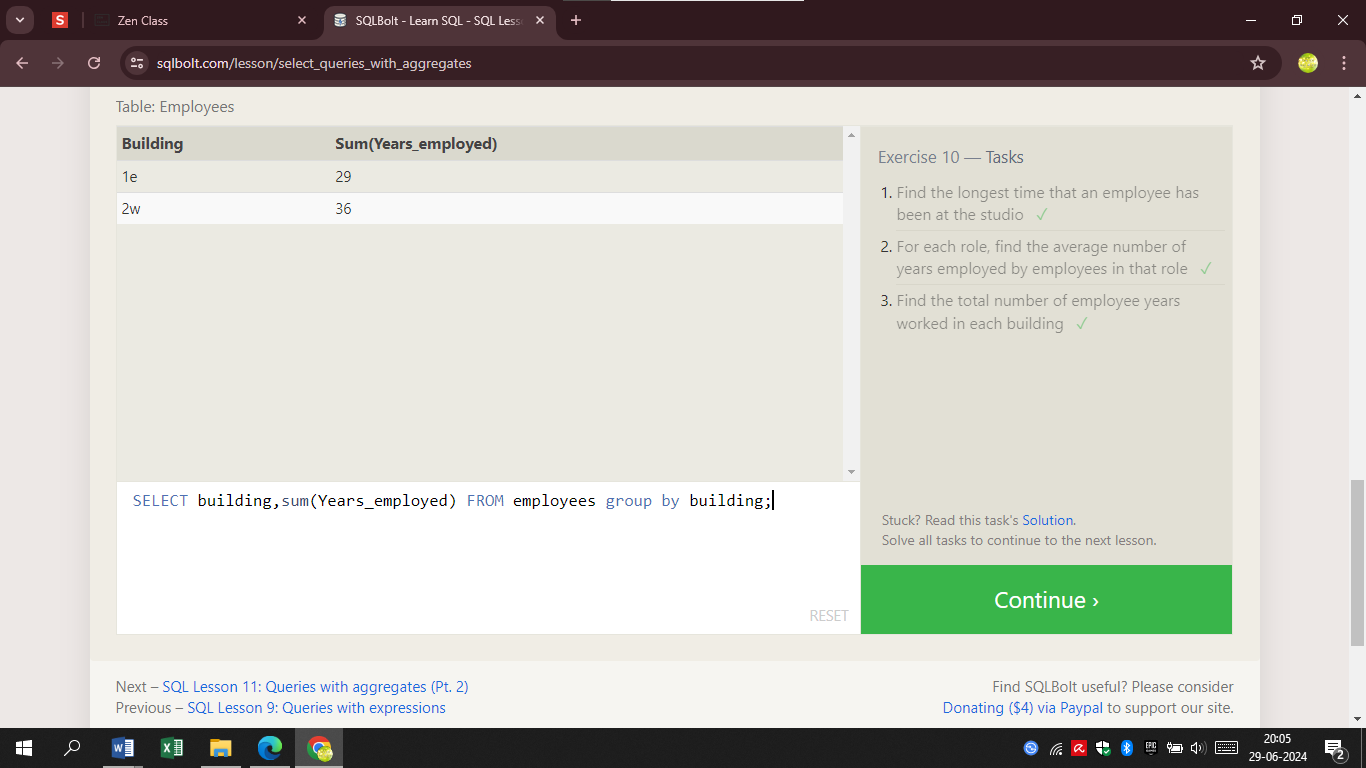 S
Zen Class
SQLBolt - Learn SQL - SQL Less
sqlbolt.com/lesson/select_queries_with_aggregates
Table: Employees
Building Sum(Years_employed)
1e 29
2w 36
SELECT building,sum(Years_employed) FROM employees group by building;
RESET
Exercise 10 — Tasks
1. Find the longest time that an employee has
been at the studio ✓
2. For each role, find the average number of
years employed by employees in that role ✓
3. Find the total number of employee years
worked in each building ✓
Stuck? Read this task's Solution.
Solve all tasks to continue to the next lesson.
Continue ›
Next – SQL Lesson 11: Queries with aggregates (Pt. 2)
Previous – SQL Lesson 9: Queries with expressions
Find SQLBolt useful? Please consider
Donating ($4) via Paypal to support our site.
20:05
29-06-2024
2